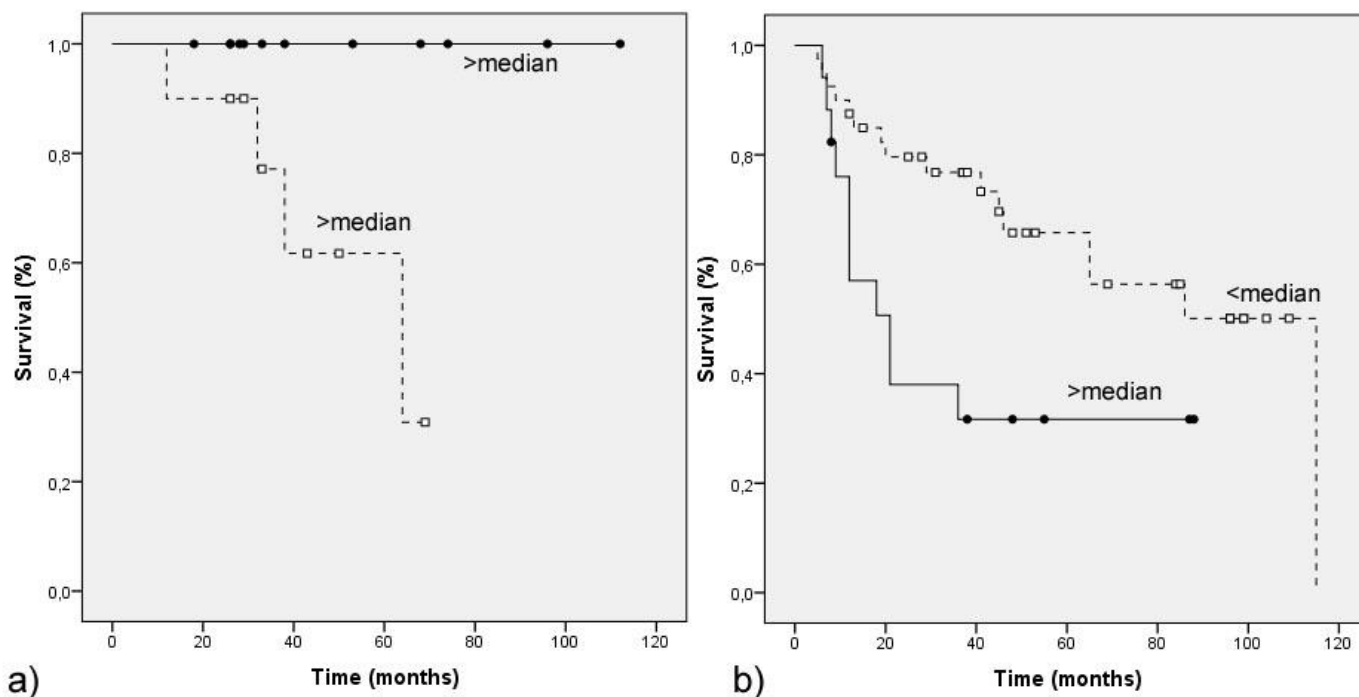 1,0
0,8
0,6
0,4
0,2
0,0
Survival (%)
>median
>median
0 20 40 60 80 100 120
Time (months)
a)
1,0
0,8
0,6
0,4
0,2
0,0
Survival (%)
<median
>median
0 20 40 60 80 100 120
Time (months)
b)